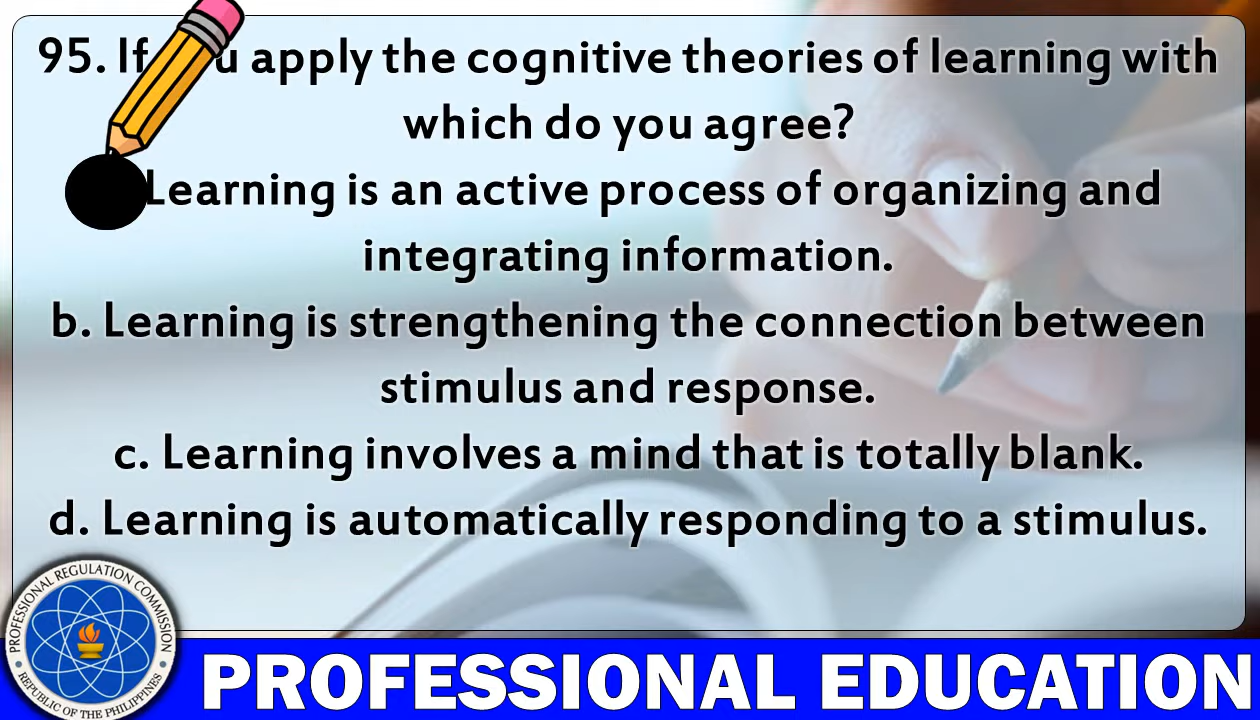 95. If apply the cognitive theories of learning with
which do you agree?
Learning is an active process of organizing and
integrating information.
b. Learning is strengthening the connection between
stimulus and response.
c. Learning involves a mind that is totally blank.
d. Learning is automatically responding to a stimulus.
PROFESSIONAL REGULATION COMMISSION
REPUBLIC OF THE PHILIPPINES
PROFESSIONAL EDUCATION